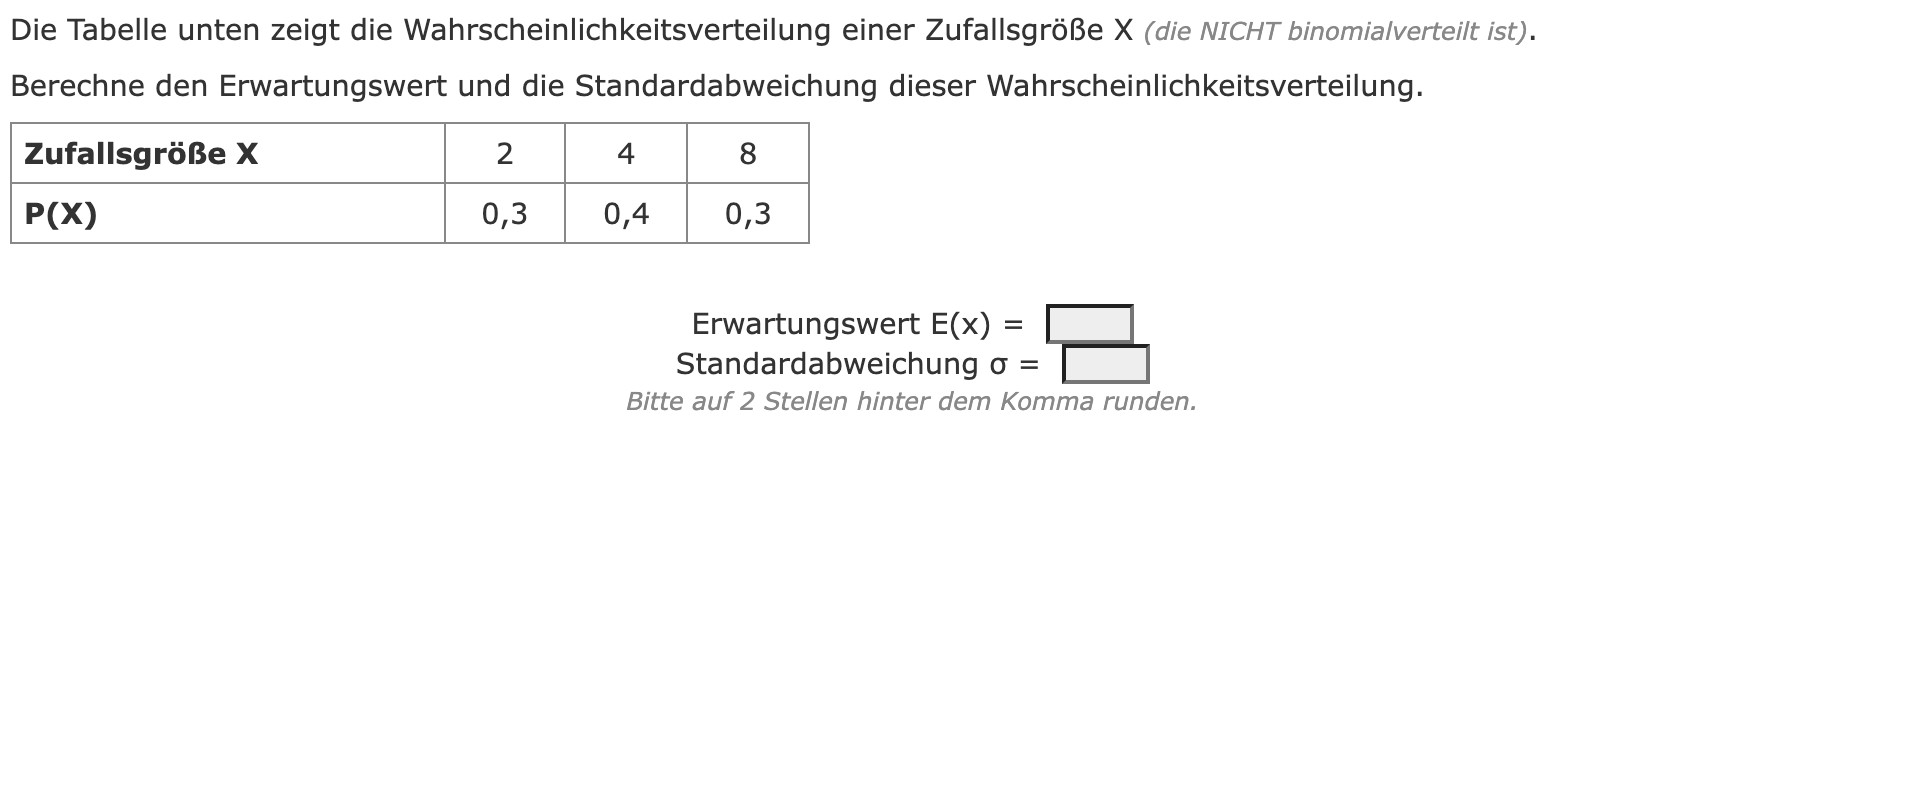 Die Tabelle unten zeigt die Wahrscheinlichkeitsverteilung einer Zufallsgröße X (die NICHT binomialverteilt ist).
Berechne den Erwartungswert und die Standardabweichung dieser Wahrscheinlichkeitsverteilung.
Zufallsgröße X 2 4 8
P(X) 0,3 0,4 0,3
Erwartungswert E(x) =
Standardabweichung σ =
Bitte auf 2 Stellen hinter dem Komma runden.